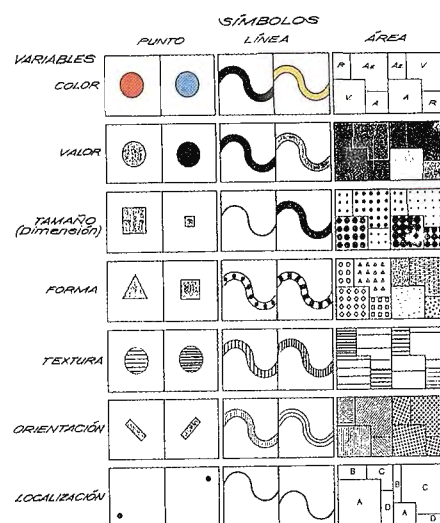 SÍMBOLOS
PUNTO LÍNEA ÁREA
VARIABLES
COLOR
R Az Az V
V A A R
VALOR
TAMAÑO
(Dimensión)
FORMA
TEXTURA
ORIENTACIÓN
LOCALIZACIÓN
B C B C
A D A D